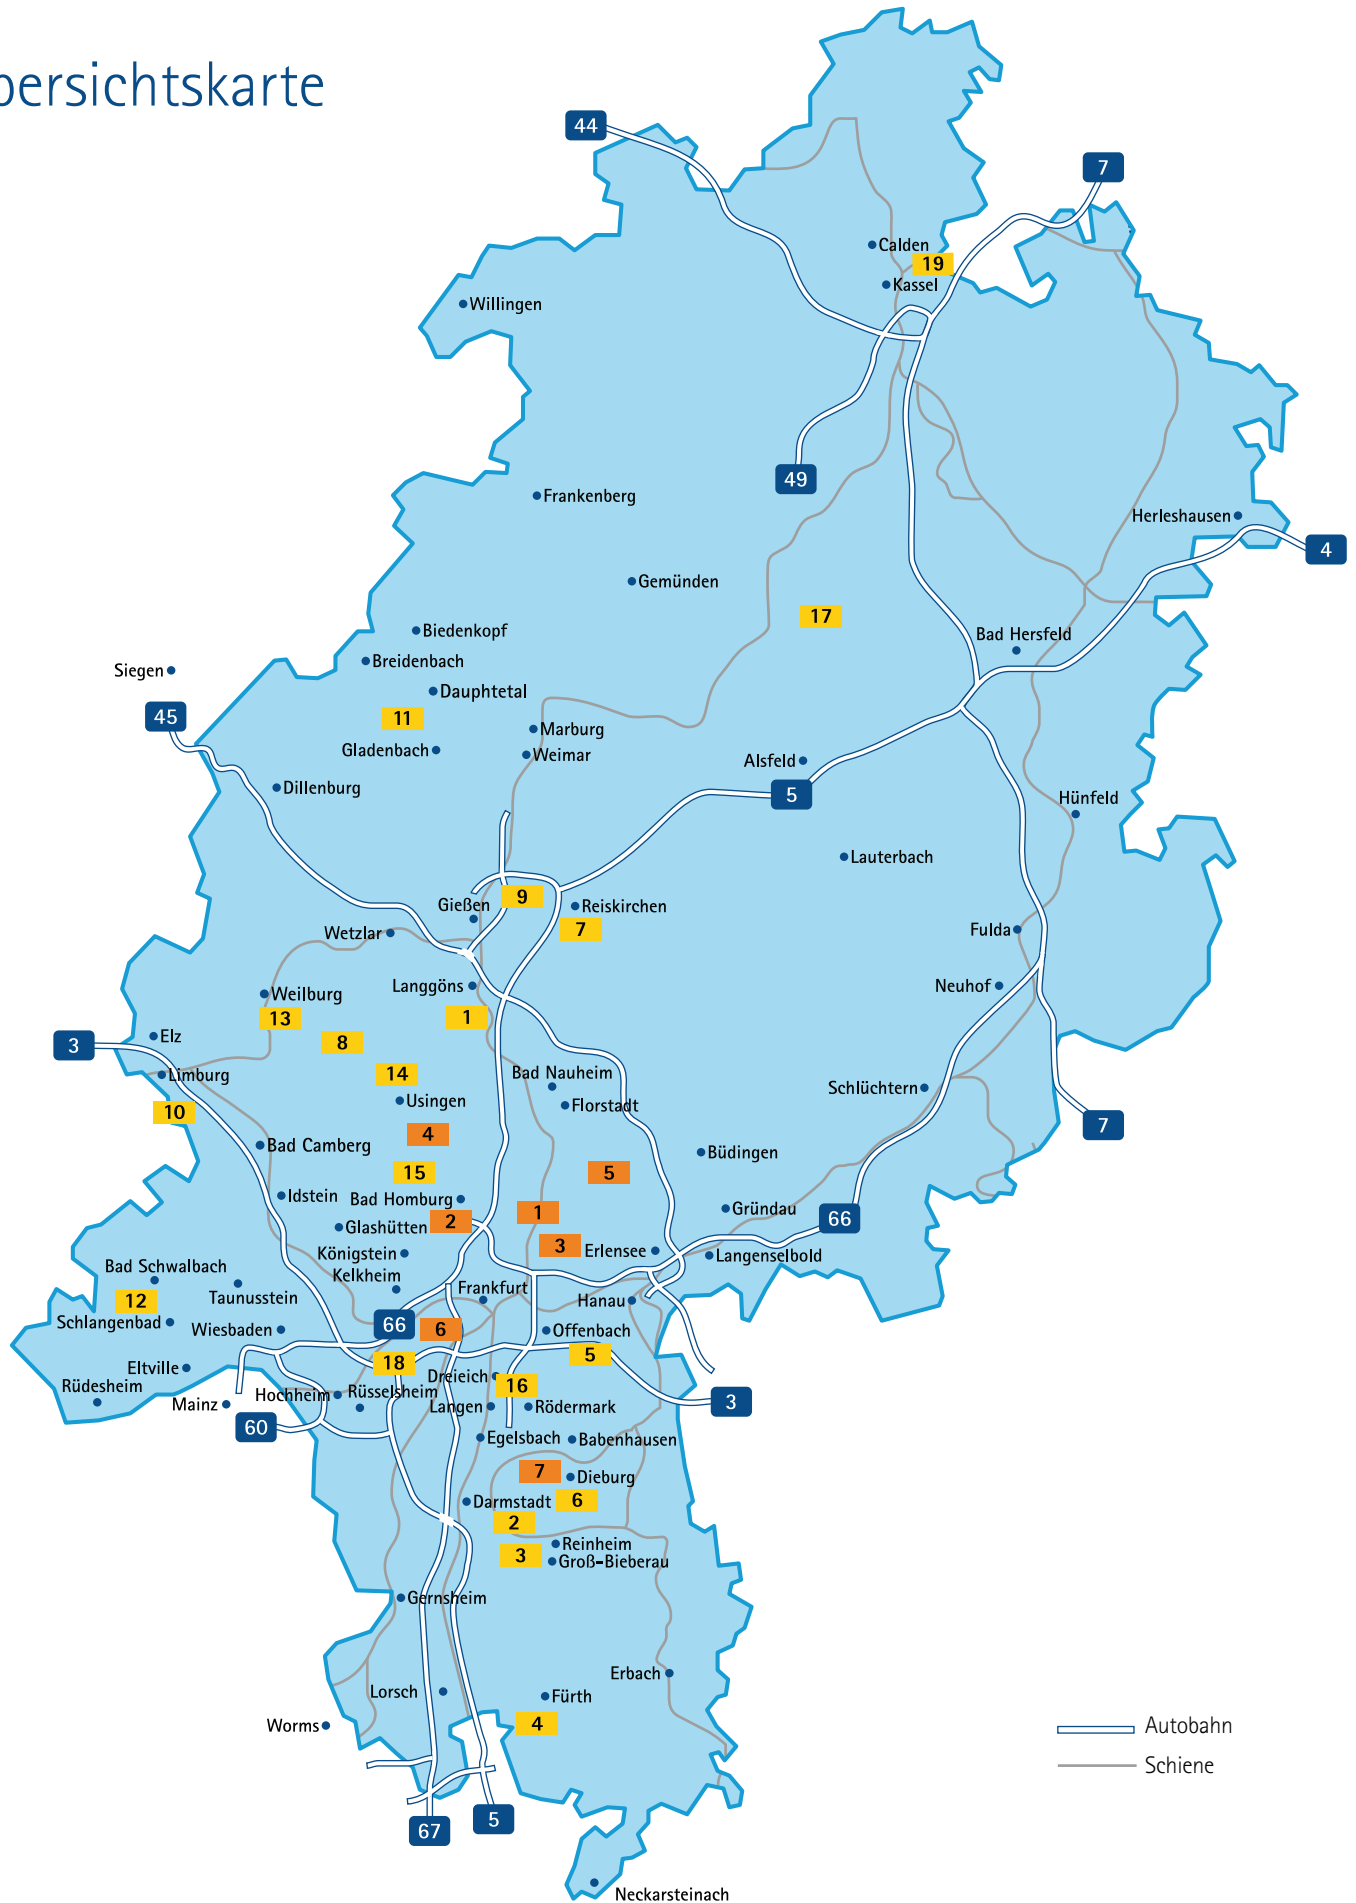 bersichtskarte
44
7
Calden
19
Kassel
Willingen
49
Frankenberg
Herleshausen
4
Gemünden
17
Biedenkopf
Bad Hersfeld
Breidenbach
Siegen
Dauphtetal
45
11
Marburg
Gladenbach
Weimar
Alsfeld
Dillenburg
5
Hünfeld
Lauterbach
9
Gießen
Reiskirchen
7
Fulda
Wetzlar
Langgöns
Neuhof
Weilburg
13
1
Elz
8
3
Limburg
14
Bad Nauheim
Schlüchtern
Usingen
Florstadt
10
7
4
Bad Camberg
Büdingen
15
5
Idstein
Bad Homburg
Gründau
1
66
2
Glashütten
3
Erlensee
Königstein
Langenselbold
Bad Schwalbach
Kelkheim
Frankfurt
Taunusstein
12
Hanau
Schlangenbad
66
6
Wiesbaden
Offenbach
5
18
Eltville
Dreieich
16
Rüdesheim
Hochheim
Rüsselsheim
3
Mainz
Langen
Rödermark
60
Egelsbach
Babenhausen
7
Dieburg
Darmstadt
6
2
Reinheim
3
Groß-Bieberau
Gernsheim
Erbach
Lorsch
Fürth
4
Worms
Autobahn
Schiene
5
67
Neckarsteinach